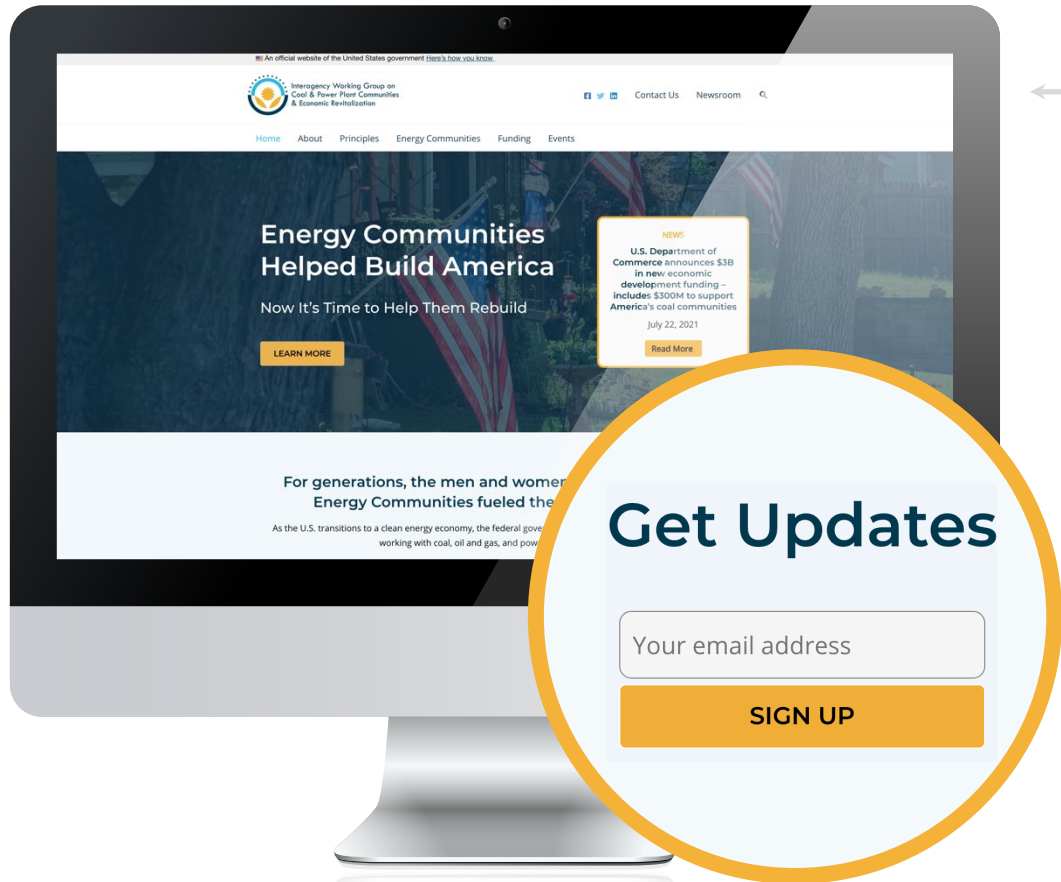 An official website of the United States government Here's how you know.
Interagency Working Group on
Coal & Power Plant Communities
& Economic Revitalization
Contact Us Newsroom
Home About Principles Energy Communities Funding Events
Energy Communities
Helped Build America
Now It's Time to Help Them Rebuild
LEARN MORE
NEWS
U.S. Department of
Commerce announces $3B
in new economic
development funding –
includes $300M to support
America's coal communities
July 22, 2021
Read More
For generations, the men and women
Energy Communities fueled the
As the U.S. transitions to a clean energy economy, the federal gove
working with coal, oil and gas, and pow
Get Updates
Your email address
SIGN UP